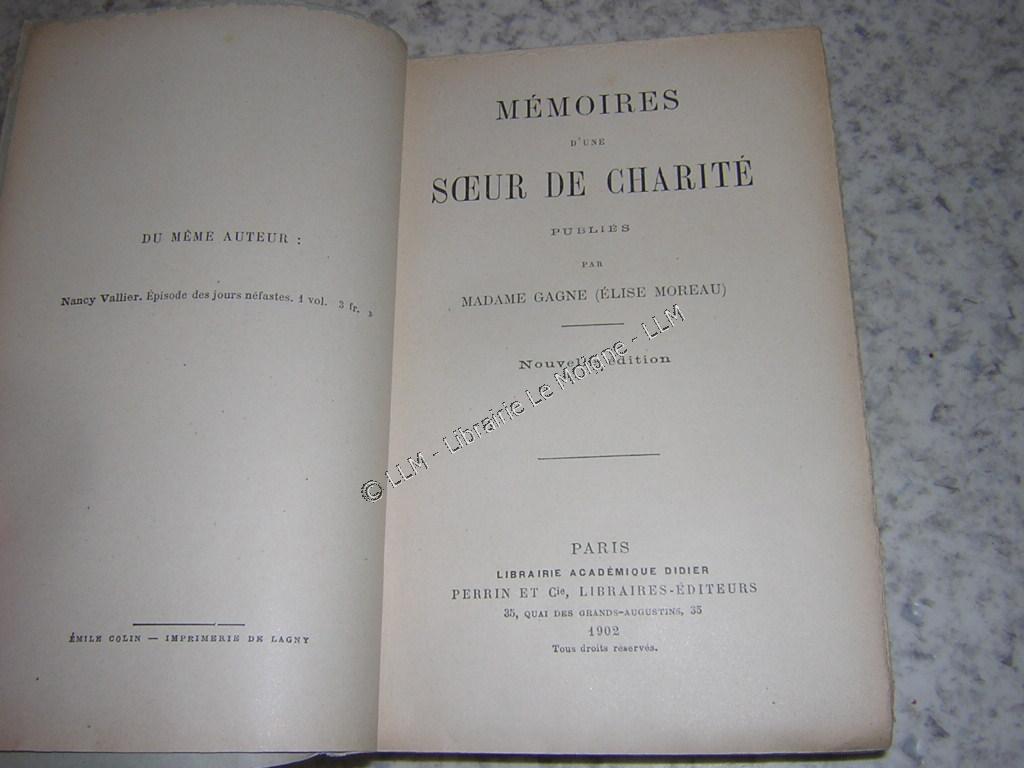 DU MÊME AUTEUR :
Nancy Vallier. Épisode des jours néfastes. 1 vol. 3 fr. »
ÉMILE COLIN — IMPRIMERIE DE LAGNY
MÉMOIRES
D'UNE
SŒUR DE CHARITÉ
PUBLIÉS
PAR
MADAME GAGNE (ÉLISE MOREAU)
Nouvelle édition
PARIS
LIBRAIRIE ACADÉMIQUE DIDIER
PERRIN ET Cie, LIBRAIRES-ÉDITEURS
35, QUAI DES GRANDS-AUGUSTINS, 35
1902
Tous droits réservés.
© LLM - Librairie Le Moigne - LLM